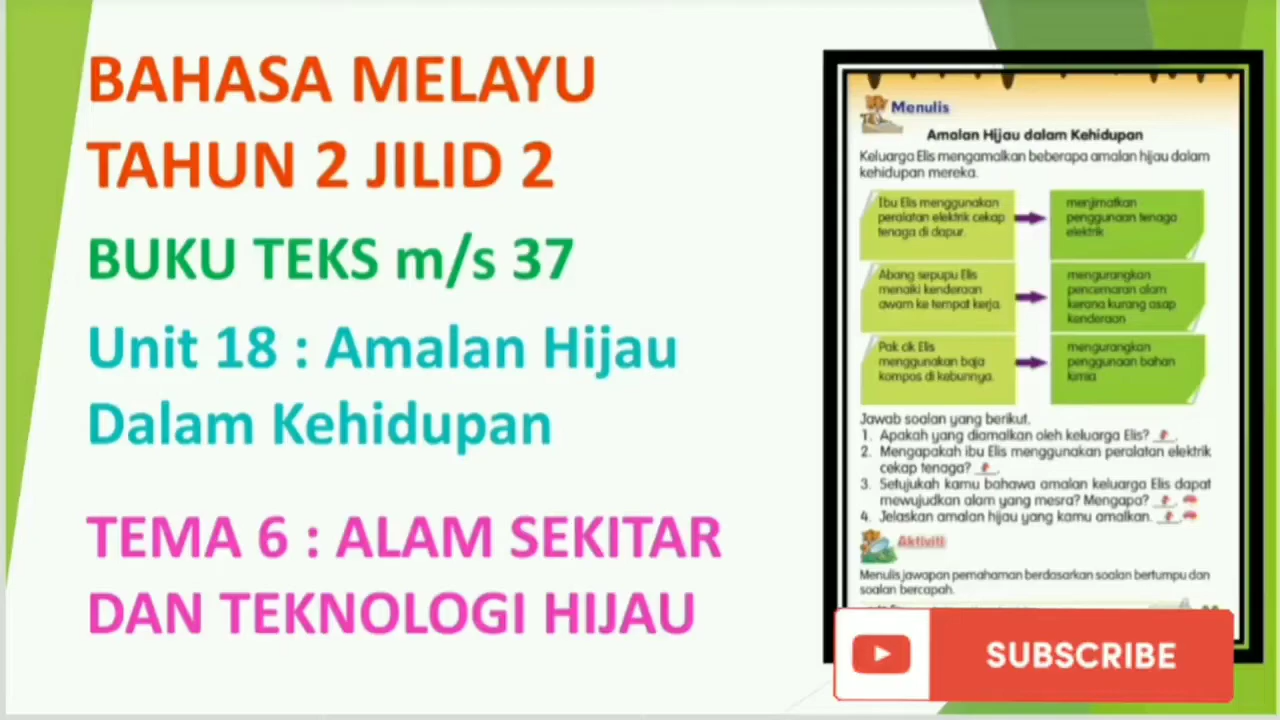 BAHASA MELAYU
TAHUN 2 JILID 2
BUKU TEKS m/s 37
Unit 18 : Amalan Hijau
Dalam Kehidupan
TEMA 6 : ALAM SEKITAR
DAN TEKNOLOGI HIJAU
Menulis
Amalan Hijau dalam Kehidupan
Keluarga Elis mengamalkan beberapa amalan hijau dalam
kehidupan mereka.
Ibu Elis menggunakan
peralatan elektrik cekap
tenaga di dapur.
menjimatkan
penggunaan tenaga
elektrik
Abang sepupu Elis
menaiki kenderaan
awam ke tempat kerja.
mengurangkan
pencemaran alam
kerana kurang asap
kenderaan
Pak cik Elis
menggunakan baja
kompos di kebunnya.
mengurangkan
penggunaan bahan
kimia
Jawab soalan yang berikut.
1. Apakah yang diamalkan oleh keluarga Elis?
2. Mengapakah ibu Elis menggunakan peralatan elektrik
cekap tenaga?
3. Setujukah kamu bahawa amalan keluarga Elis dapat
mewujudkan alam yang mesra? Mengapa?
4. Jelaskan amalan hijau yang kamu amalkan.
Aktiviti
Menulis jawapan pemahaman berdasarkan soalan bertumpu dan
soalan bercapah.
SUBSCRIBE